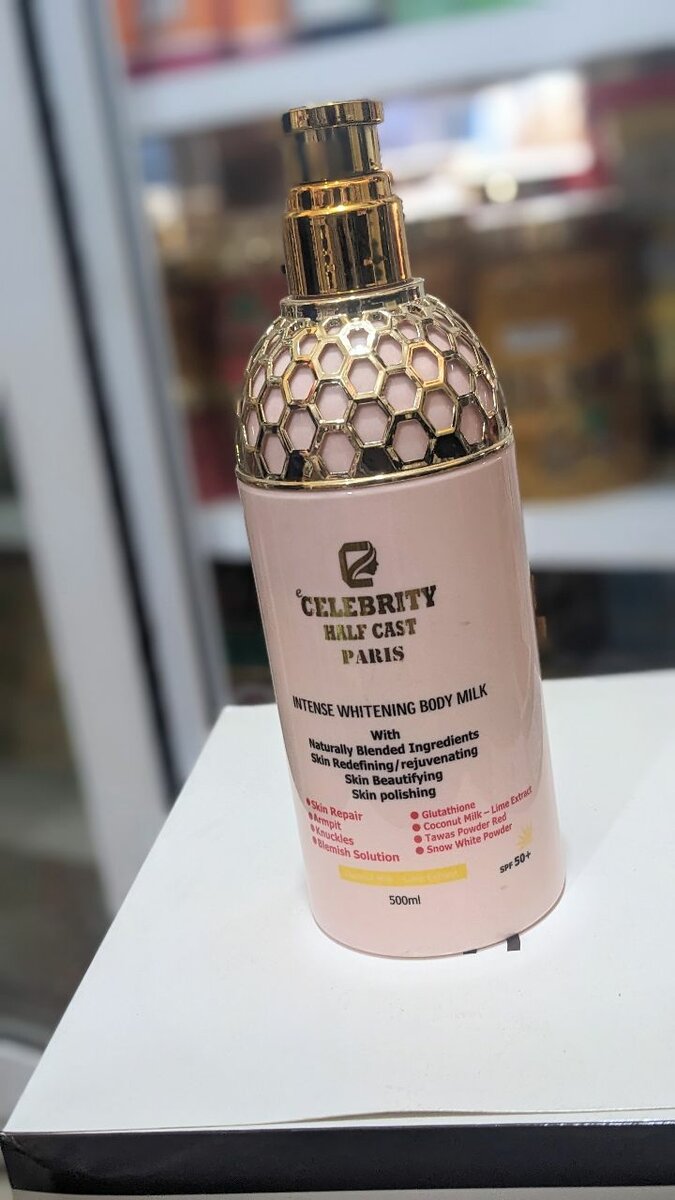 eCELEBRITY
HALF CAST
PARIS
INTENSE WHITENING BODY MILK
With
Naturally Blended Ingredients
Skin Redefining/rejuvenating
Skin Beautifying
Skin polishing
●Skin Repair
●Armpit
●Knuckles
●Blemish Solution
● Glutathione
● Coconut Milk – Lime Extract
● Tawas Powder Red
● Snow White Powder
SPF 50+
500ml